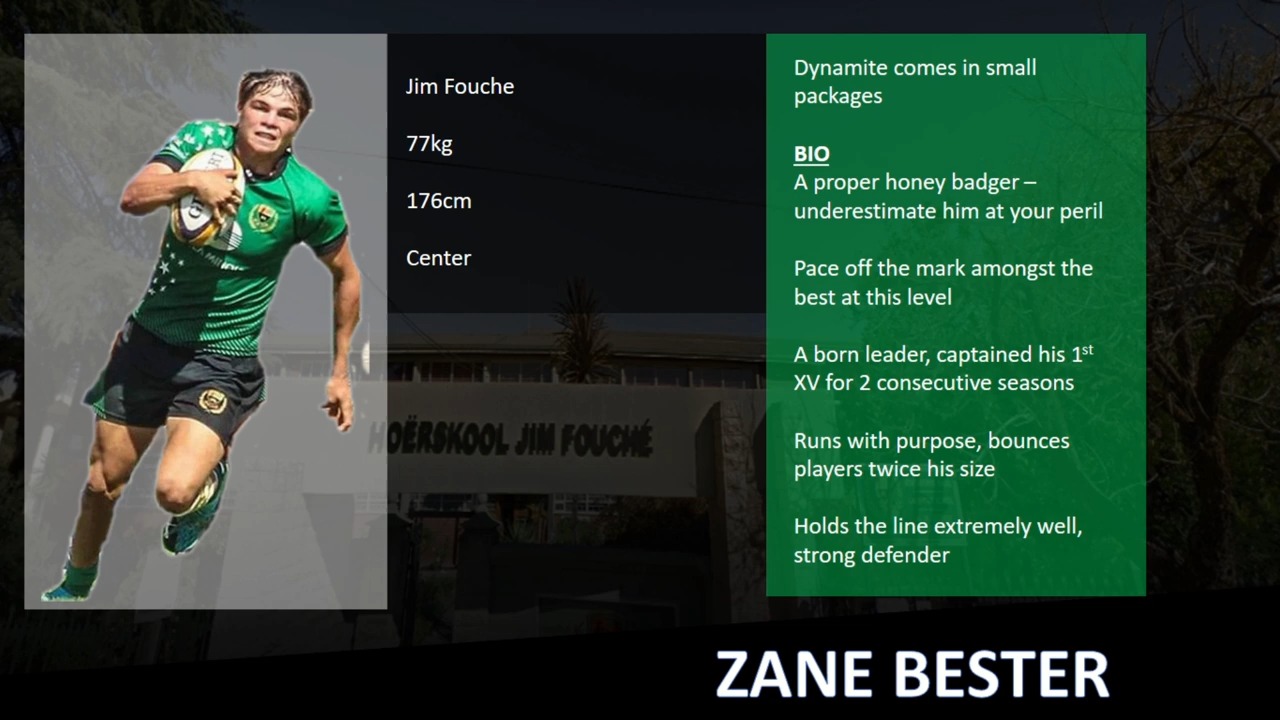 Jim Fouche
77kg
176cm
Center
HOËRSKOOL JIM FOUCHÉ
Dynamite comes in small
packages
BIO
A proper honey badger –
underestimate him at your peril
Pace off the mark amongst the
best at this level
A born leader, captained his 1st
XV for 2 consecutive seasons
Runs with purpose, bounces
players twice his size
Holds the line extremely well,
strong defender
ZANE BESTER